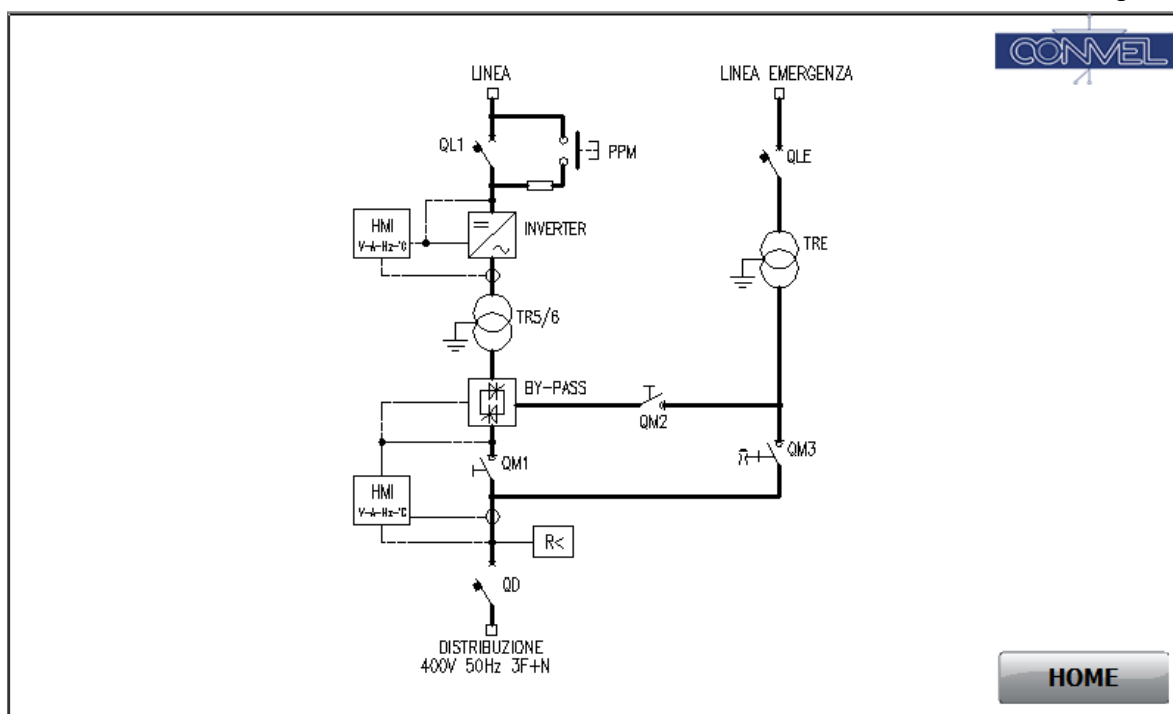 CONVEL
LINEA
LINEA EMERGENZA
QL1
PPM
QLE
HMI
V-A-Hz-°C
INVERTER
TRE
TR5/6
BY-PASS
QM2
QM1
QM3
HMI
V-A-Hz-°C
R<
QD
DISTRIBUZIONE
400V 50Hz 3F+N
HOME